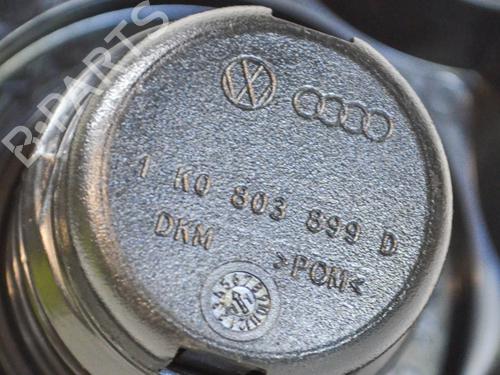 B-PARTS
1 K0 803 899 D
DKM
>POM<